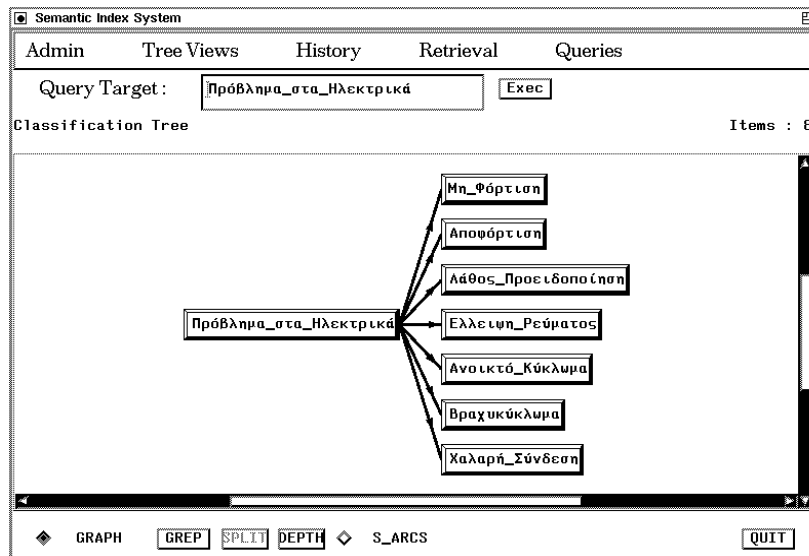 Semantic Index System
Admin Tree Views History Retrieval Queries
Query Target : Πρόβλημα_στα_Ηλεκτρικά Exec
Classification Tree Items : 8
Μη_Φόρτιση
Αποφόρτιση
Λάθος_Προειδοποίηση
Πρόβλημα_στα_Ηλεκτρικά
Ελλειψη_Ρεύματος
Ανοικτό_Κύκλωμα
Βραχυκύκλωμα
Χαλαρή_Σύνδεση
GRAPH GREP SPLIT DEPTH S_ARCS QUIT